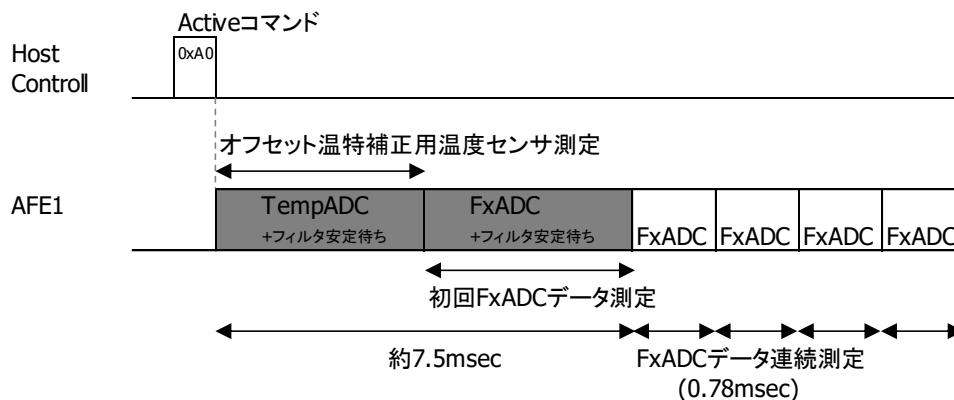 Activeコマンド
Host
Controll
0xA0
オフセット温特補正用温度センサ測定
AFE1
TempADC
+フィルタ安定待ち
FxADC
+フィルタ安定待ち
FxADC
FxADC
FxADC
FxADC
初回FxADCデータ測定
約7.5msec
FxADCデータ連続測定
(0.78msec)